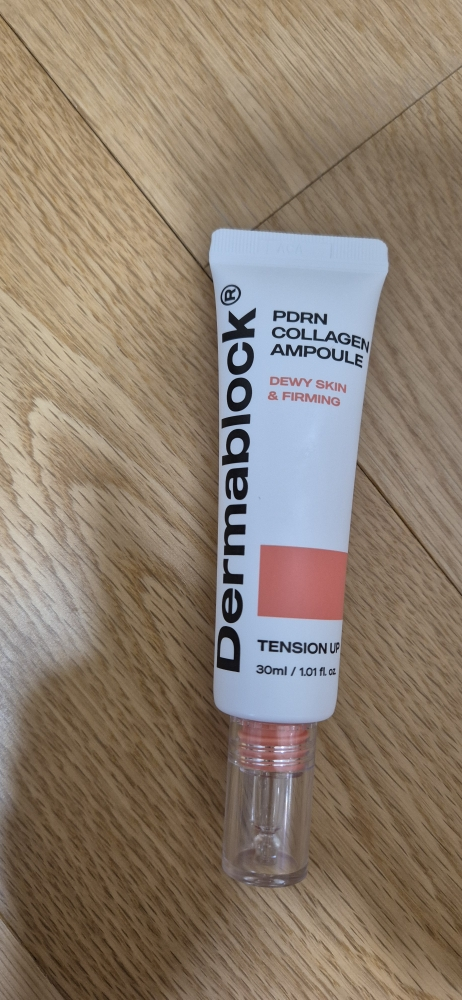 Dermablock®
PDRN
COLLAGEN
AMPOULE
DEWY SKIN
& FIRMING
TENSION UP
30ml / 1.01 fl. oz.